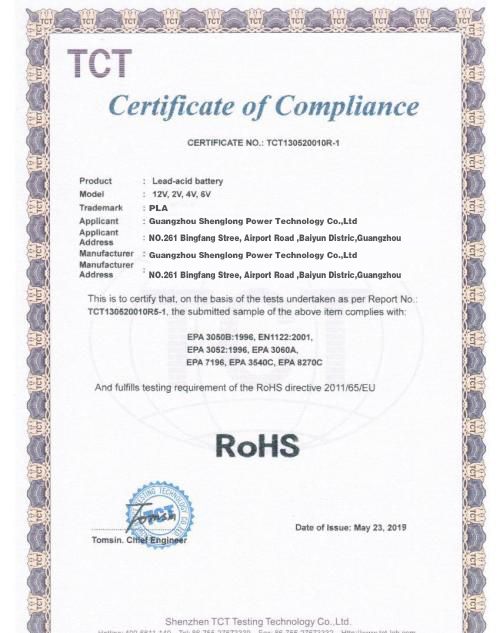 TCT
Certificate of Compliance
CERTIFICATE NO.: TCT130520010R-1
Product : Lead-acid battery
Model : 12V, 2V, 4V, 6V
Trademark : PLA
Applicant : Guangzhou Shenglong Power Technology Co.,Ltd
Applicant
Address : NO.261 Bingfang Stree, Airport Road ,Baiyun Distric,Guangzhou
Manufacturer : Guangzhou Shenglong Power Technology Co.,Ltd
Manufacturer
Address : NO.261 Bingfang Stree, Airport Road ,Baiyun Distric,Guangzhou
This is to certify that, on the basis of the tests undertaken as per Report No.:
TCT130520010R5-1, the submitted sample of the above item complies with:
EPA 3050B:1996, EN1122:2001,
EPA 3052:1996, EPA 3060A,
EPA 7196, EPA 3540C, EPA 8270C
And fulfills testing requirement of the RoHS directive 2011/65/EU
RoHS
TESTING TECHNOLOGY
TCT
Tomsin
Tomsin. Chief Engineer
Date of Issue: May 23, 2019
Shenzhen TCT Testing Technology Co.,Ltd.